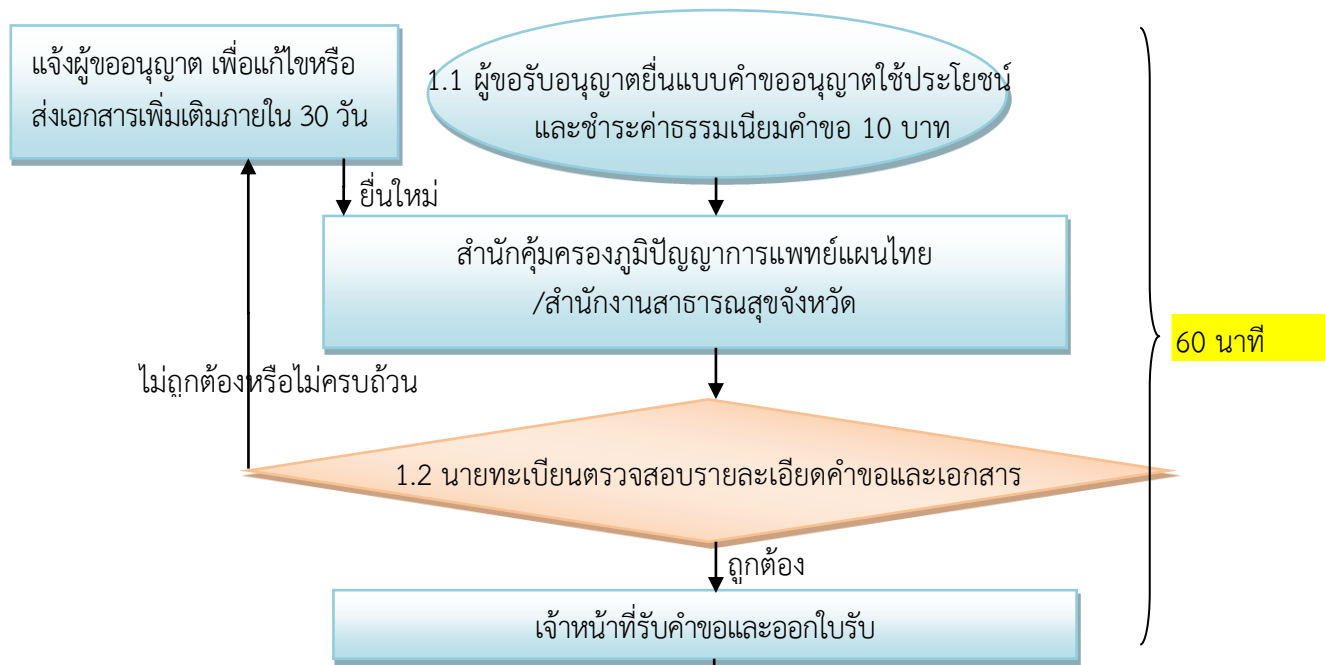 แจ้งผู้ขออนุญาต เพื่อแก้ไขหรือ
ส่งเอกสารเพิ่มเติมภายใน 30 วัน
1.1 ผู้ขอรับอนุญาตยื่นแบบคำขออนุญาตใช้ประโยชน์
และชำระค่าธรรมเนียมคำขอ 10 บาท
ยื่นใหม่
สำนักคุ้มครองภูมิปัญญาการแพทย์แผนไทย
/สำนักงานสาธารณสุขจังหวัด
60 นาที
ไม่ถูกต้องหรือไม่ครบถ้วน
1.2 นายทะเบียนตรวจสอบรายละเอียดคำขอและเอกสาร
ถูกต้อง
เจ้าหน้าที่รับคำขอและออกใบรับ